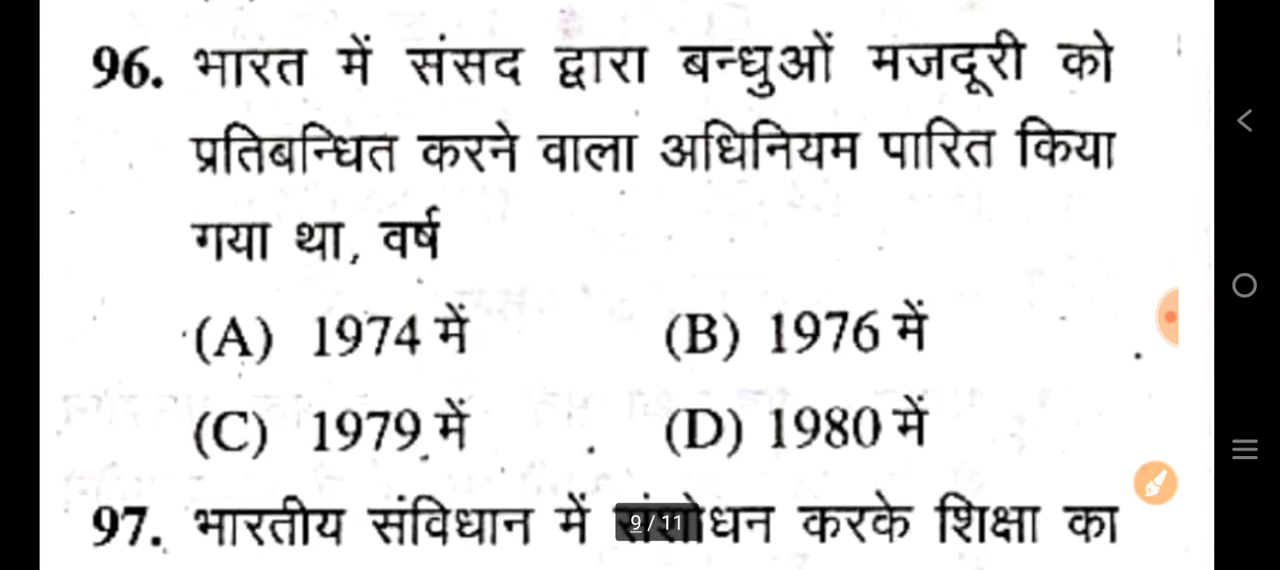 96. भारत में संसद द्वारा बन्धुओं मजदूरी को
प्रतिबन्धित करने वाला अधिनियम पारित किया
गया था, वर्ष
(A) 1974 में (B) 1976 में
(C) 1979 में (D) 1980 में
97. भारतीय संविधान में संशोधन करके शिक्षा का
9 / 11